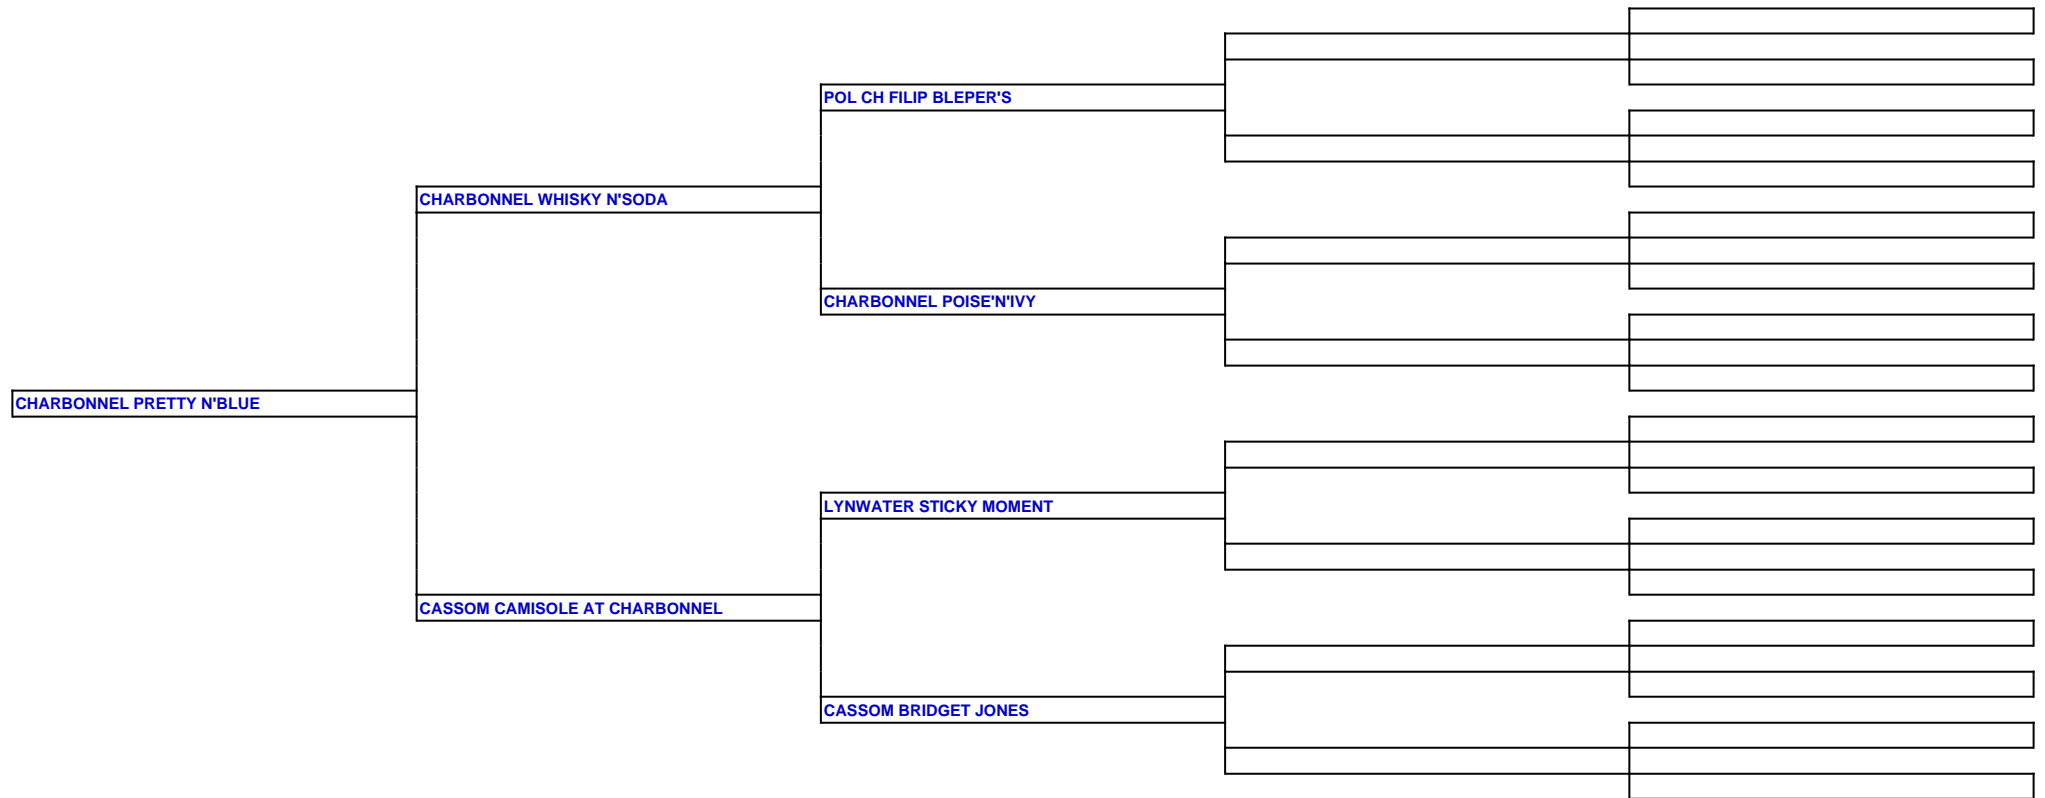 POL CH FILIP BLEPER'S
CHARBONNEL WHISKY N'SODA
CHARBONNEL POISE'N'IVY
CHARBONNEL PRETTY N'BLUE
LYNWATER STICKY MOMENT
CASSOM CAMISOLE AT CHARBONNEL
CASSOM BRIDGET JONES